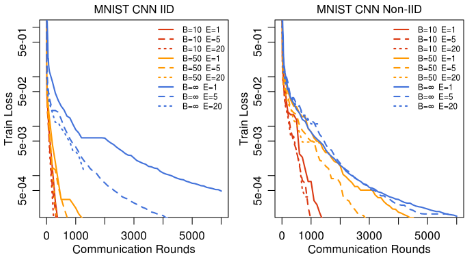 MNIST CNN IID
5e-01
5e-02
5e-03
5e-04
Train Loss
B=10 E=1
B=10 E=5
B=10 E=20
B=50 E=1
B=50 E=5
B=50 E=20
B=∞ E=1
B=∞ E=5
B=∞ E=20
0
1000
3000
5000
Communication Rounds
MNIST CNN Non-IID
5e-01
5e-02
5e-03
5e-04
Train Loss
B=10 E=1
B=10 E=5
B=10 E=20
B=50 E=1
B=50 E=5
B=50 E=20
B=∞ E=1
B=∞ E=5
B=∞ E=20
0
1000
3000
5000
Communication Rounds